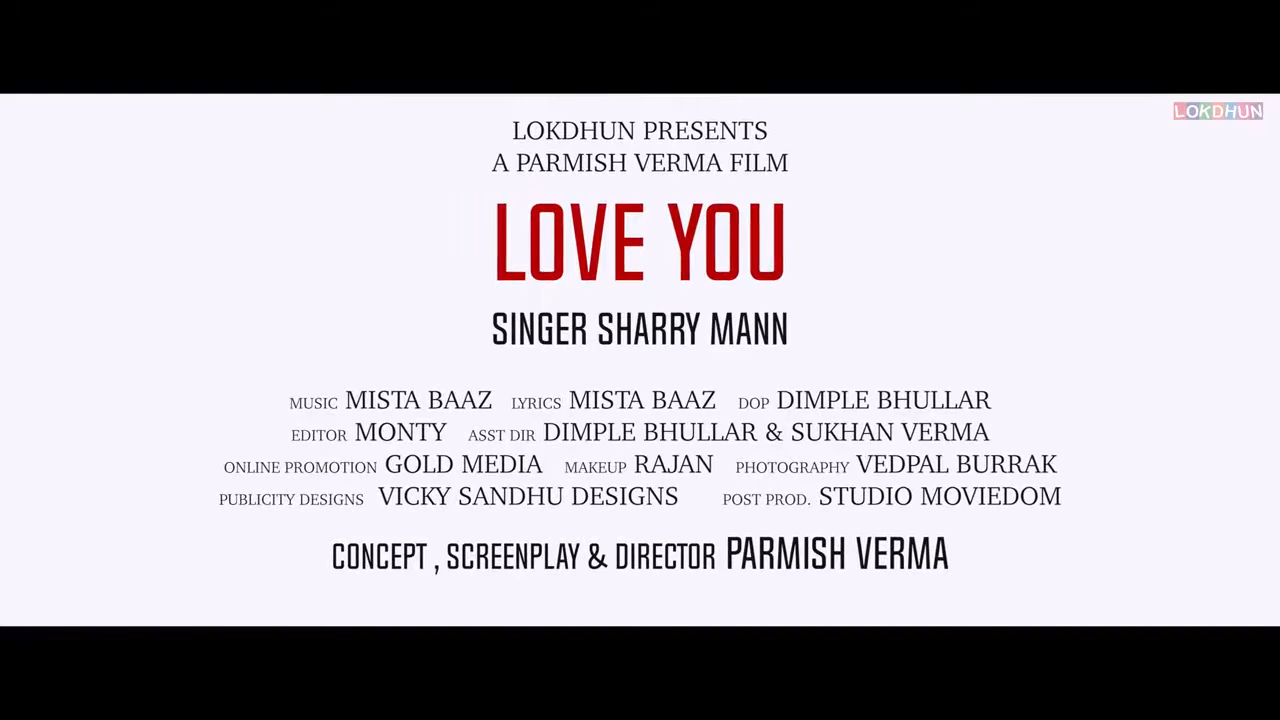 LOKDHUN
LOKDHUN PRESENTS
A PARMISH VERMA FILM
LOVE YOU
SINGER SHARRY MANN
MUSIC MISTA BAAZ LYRICS MISTA BAAZ DOP DIMPLE BHULLAR
EDITOR MONTY ASST DIR DIMPLE BHULLAR & SUKHAN VERMA
ONLINE PROMOTION GOLD MEDIA MAKEUP RAJAN PHOTOGRAPHY VEDPAL BURRAK
PUBLICITY DESIGNS VICKY SANDHU DESIGNS POST PROD. STUDIO MOVIEDOM
CONCEPT , SCREENPLAY & DIRECTOR PARMISH VERMA